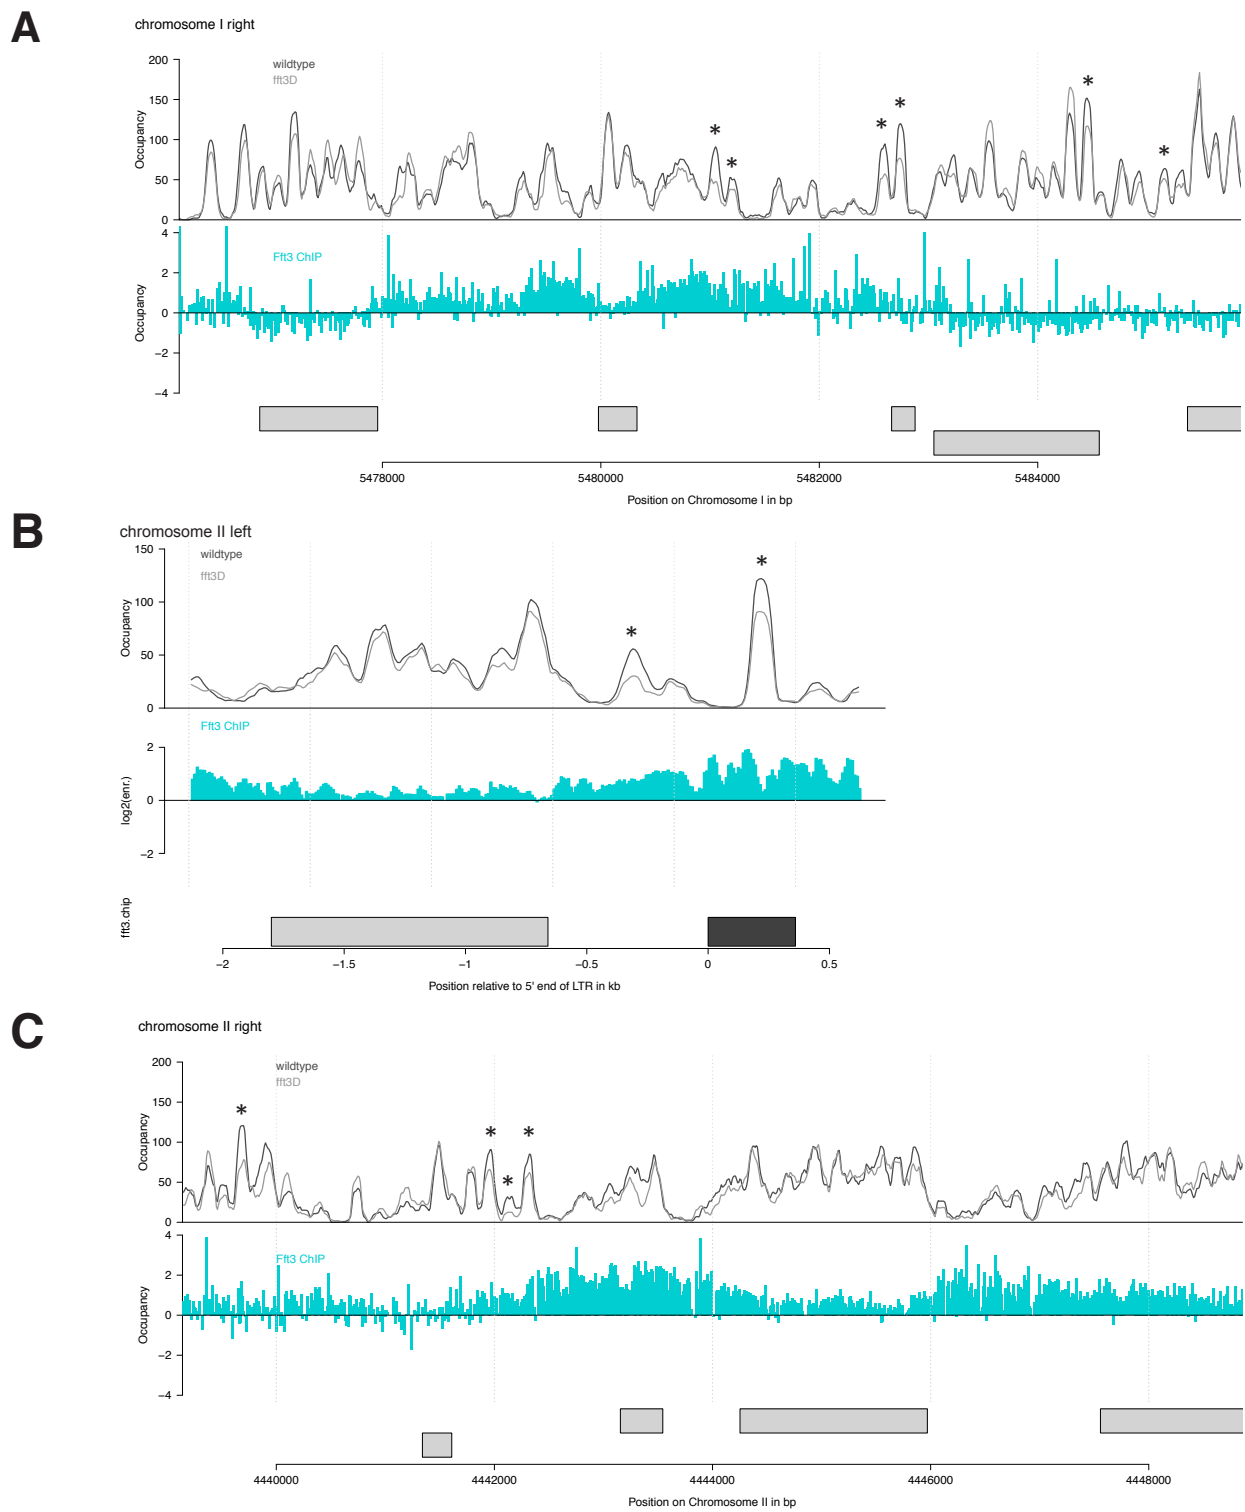 A
chromosome I right
wildtype
fft3D
200
150
100
50
0
Occupancy
*
*
*
*
*
*
Fft3 ChIP
4
2
0
−2
−4
Occupancy
5478000
5480000
5482000
5484000
Position on Chromosome I in bp
B
chromosome II left
wildtype
fft3D
150
100
50
0
Occupancy
*
*
Fft3 ChIP
2
0
−2
log2(enr.)
fft3.chip
−2
−1.5
−1
−0.5
0
0.5
Position relative to 5' end of LTR in kb
C
chromosome II right
wildtype
fft3D
200
150
100
50
0
Occupancy
*
*
*
*
Fft3 ChIP
4
2
0
−2
−4
Occupancy
4440000
4442000
4444000
4446000
4448000
Position on Chromosome II in bp